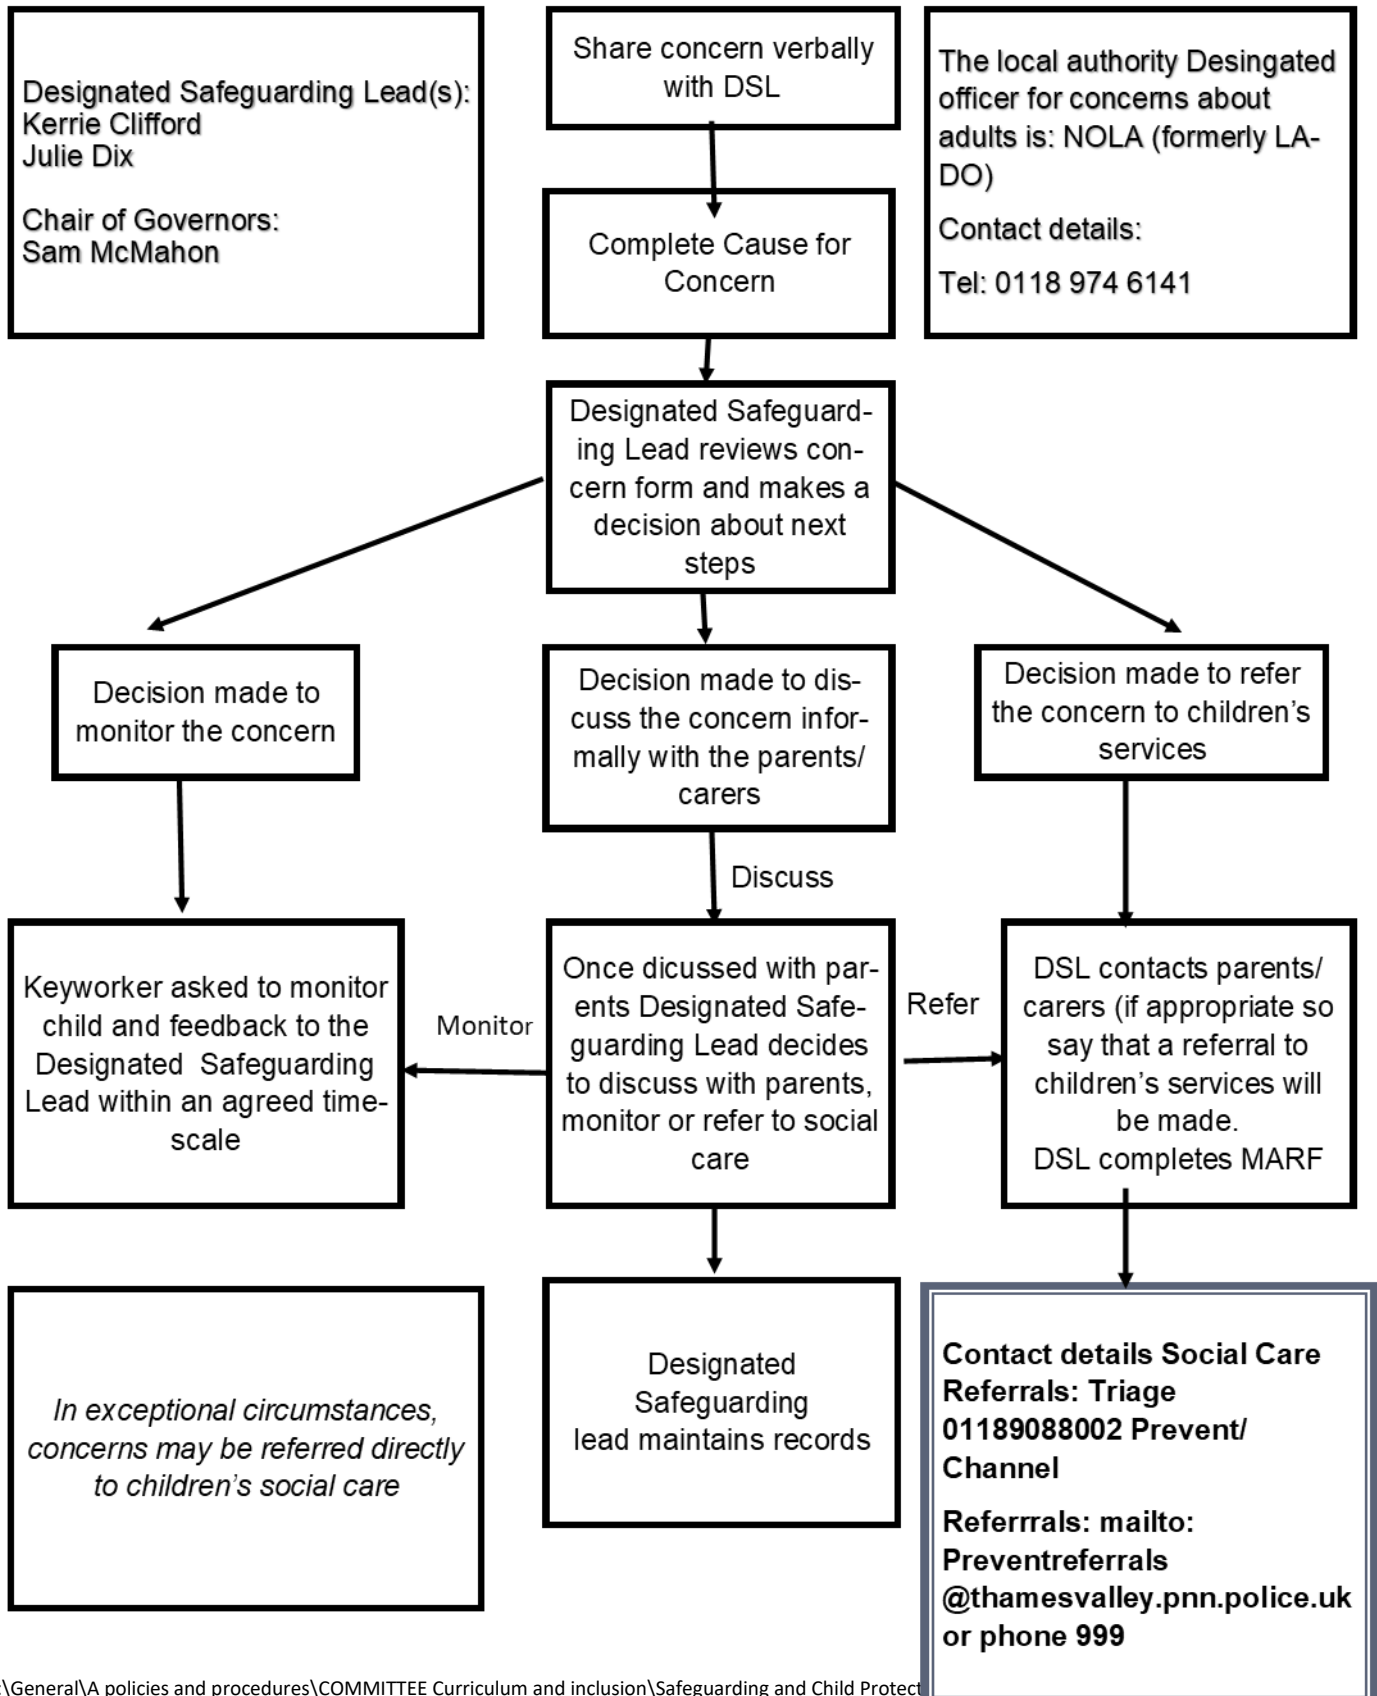 Designated Safeguarding Lead(s):
Kerrie Clifford
Julie Dix
Chair of Governors:
Sam McMahon
Share concern verbally
with DSL
The local authority Desingated
officer for concerns about
adults is: NOLA (formerly LA-
DO)
Contact details:
Tel: 0118 974 6141
Complete Cause for
Concern
Designated Safeguard-
ing Lead reviews con-
cern form and makes a
decision about next
steps
Decision made to
monitor the concern
Decision made to dis-
cuss the concern infor-
mally with the parents/
carers
Decision made to refer
the concern to children's
services
Discuss
Keyworker asked to monitor
child and feedback to the
Designated Safeguarding
Lead within an agreed time-
scale
Monitor
Once dicussed with par-
ents Designated Safe-
guarding Lead decides
to discuss with parents,
monitor or refer to social
care
Refer
DSL contacts parents/
carers (if appropriate so
say that a referral to
children's services will
be made.
DSL completes MARF
In exceptional circumstances,
concerns may be referred directly
to children's social care
Designated
Safeguarding
lead maintains records
Contact details Social Care
Referrals: Triage
01189088002 Prevent/
Channel
Referrrals: mailto:
Preventreferrals
@thamesvalley.pnn.police.uk
or phone 999
:\General\A policies and procedures\COMMITTEE Curriculum and inclusion\Safeguarding and Child Protect